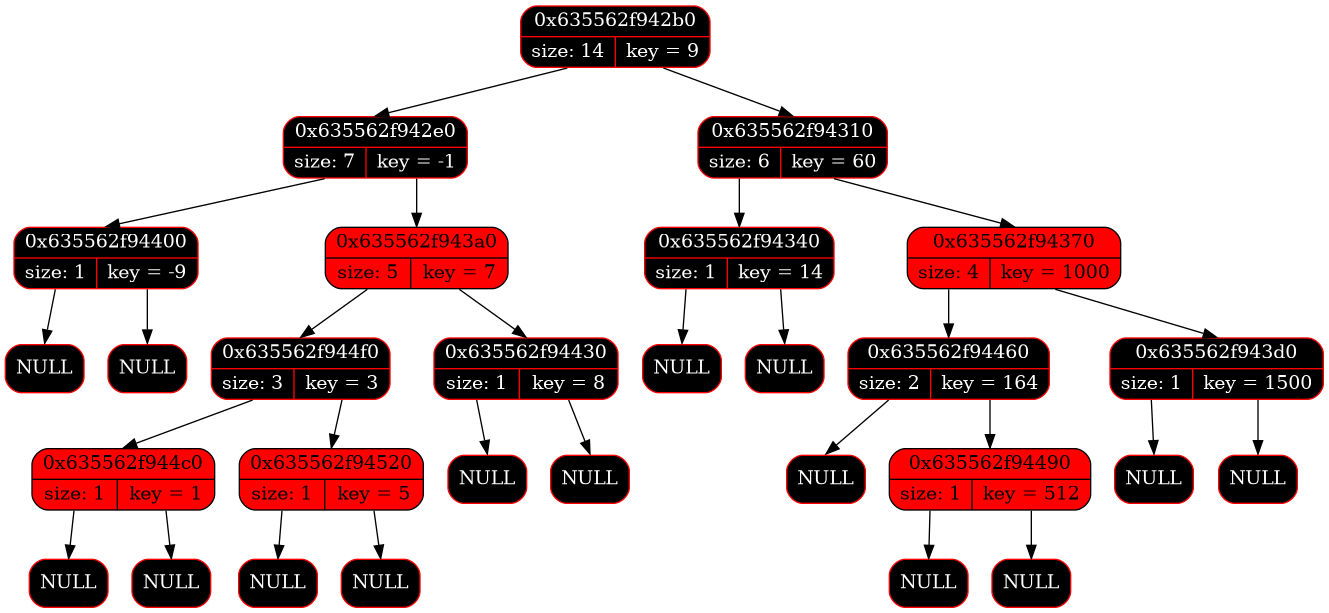 0x635562f942b0
size: 14 key = 9
0x635562f942e0
size: 7 key = -1
0x635562f94310
size: 6 key = 60
0x635562f94400
size: 1 key = -9
0x635562f943a0
size: 5 key = 7
0x635562f94340
size: 1 key = 14
0x635562f94370
size: 4 key = 1000
NULL
NULL
0x635562f944f0
size: 3 key = 3
0x635562f94430
size: 1 key = 8
NULL
NULL
0x635562f94460
size: 2 key = 164
0x635562f943d0
size: 1 key = 1500
0x635562f944c0
size: 1 key = 1
0x635562f94520
size: 1 key = 5
NULL
NULL
NULL
0x635562f94490
size: 1 key = 512
NULL
NULL
NULL
NULL
NULL
NULL
NULL
NULL